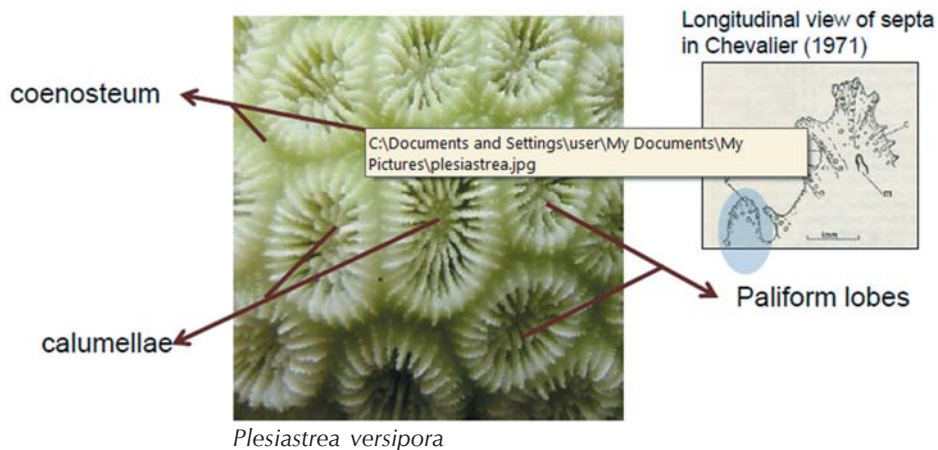 Longitudinal view of septa
in Chevalier (1971)
coenosteum
C:\Documents and Settings\user\My Documents\My
Pictures\plesiastrea.jpg
c
m
1mm
Paliform lobes
calumellae
Plesiastrea versipora